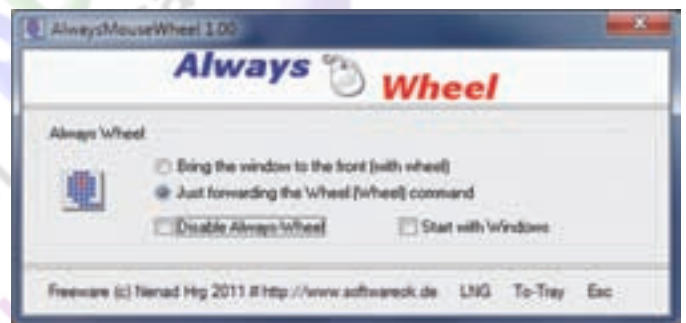 AlwaysMouseWheel 1.00
Always Wheel
Always Wheel
Bring the window to the front (with wheel)
Just forwarding the Wheel (Wheel) command
Disable Always Wheel Start with Windows
Freeware (c) Nenad Hrg 2011 # http://www.softwareok.de LNG To-Tray Esc